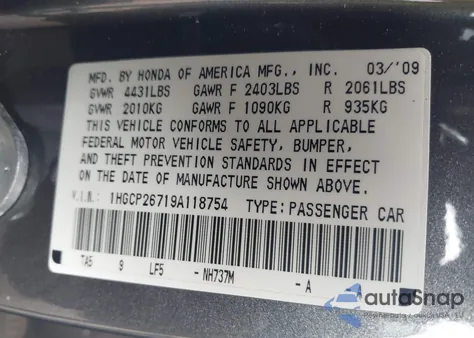 MFD. BY HONDA OF AMERICA MFG., INC. 03/'09
GVWR 4431LBS GAWR F 2403LBS R 2061LBS
GVWR 2010KG GAWR F 1090KG R 935KG
THIS VEHICLE CONFORMS TO ALL APPLICABLE
FEDERAL MOTOR VEHICLE SAFETY, BUMPER,
AND THEFT PREVENTION STANDARDS IN EFFECT
ON THE DATE OF MANUFACTURE SHOWN ABOVE.
V.I.N.: 1HGCP26719A118754 TYPE:PASSENGER CAR
TA5 9 LF5 - NH737M - A A
autoSnap